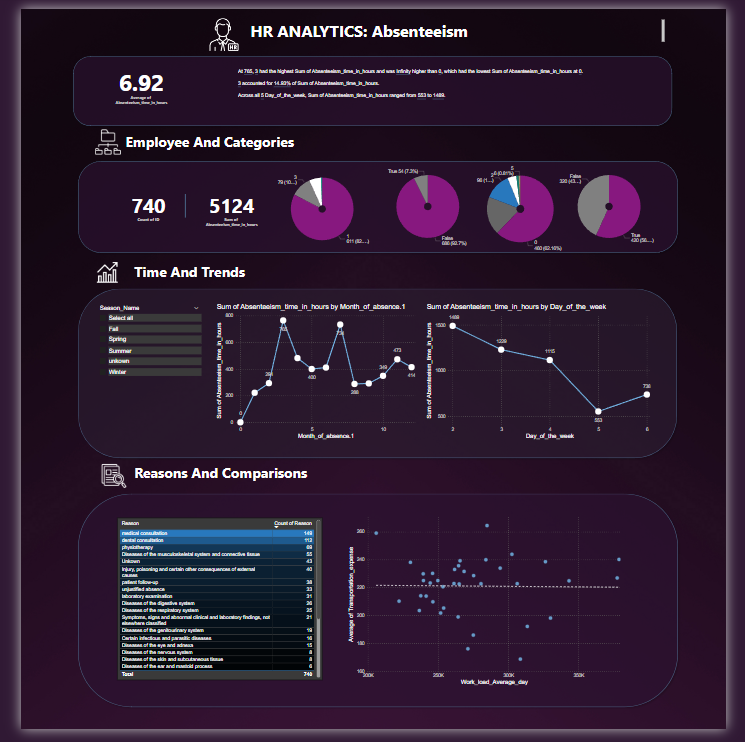 HR ANALYTICS: Absenteeism
HR
6.92
Average of
Absenteeism_time_in_hours
At 765, 3 had the highest Sum of Absenteeism_time_in_hours and was Infinity higher than 0, which had the lowest Sum of Absenteeism_time_in_hours at 0.
3 accounted for 14.93% of Sum of Absenteeism_time_in_hours.
Across all 5 Day_of_the_week, Sum of Absenteeism_time_in_hours ranged from 553 to 1489.
Employee And Categories
740
Count of ID
5124
Sum of
Absenteeism_time_in_hours
3
79 (10....)
1
611 (82....)
True 54 (7.3%)
False
686 (92.7%)
5
6 (0.81%)
98 (1...)
0
460 (62.16%)
False
320 (43....)
True
420 (56....)
Time And Trends
Season_Name
Select all
Fall
Spring
Summer
unkown
Winter
Sum of Absenteeism_time_in_hours by Month_of_absence.1
Sum of Absenteeism_time_in_hours
800
600
400
200
0
0
400
288
349
473
414
0
5
10
Month_of_absence.1
Sum of Absenteeism_time_in_hours by Day_of_the_week
Sum of Absenteeism_time_in_hours
1500
1000
500
1489
1229
1115
553
736
2
3
4
5
6
Day_of_the_week
Reasons And Comparisons
Reason Count of Reason
medical consultation 149
dental consultation 112
physiotherapy 69
Diseases of the musculoskeletal system and connective tissue 55
Unkown 43
Injury, poisoning and certain other consequences of external 40
causes
patient follow-up 38
unjustified absence 33
laboratory examination 31
Diseases of the digestive system 26
Diseases of the respiratory system 25
Symptoms, signs and abnormal clinical and laboratory findings, not 21
elsewhere classified
Diseases of the genitourinary system 19
Certain infectious and parasitic diseases 16
Diseases of the eye and adnexa 15
Diseases of the nervous system 8
Diseases of the skin and subcutaneous tissue 8
Diseases of the ear and mastoid process 6
Total 740
Average of Transportation_expense
260
240
220
200
180
160
200K
250K
300K
350K
Work_load_Average_day